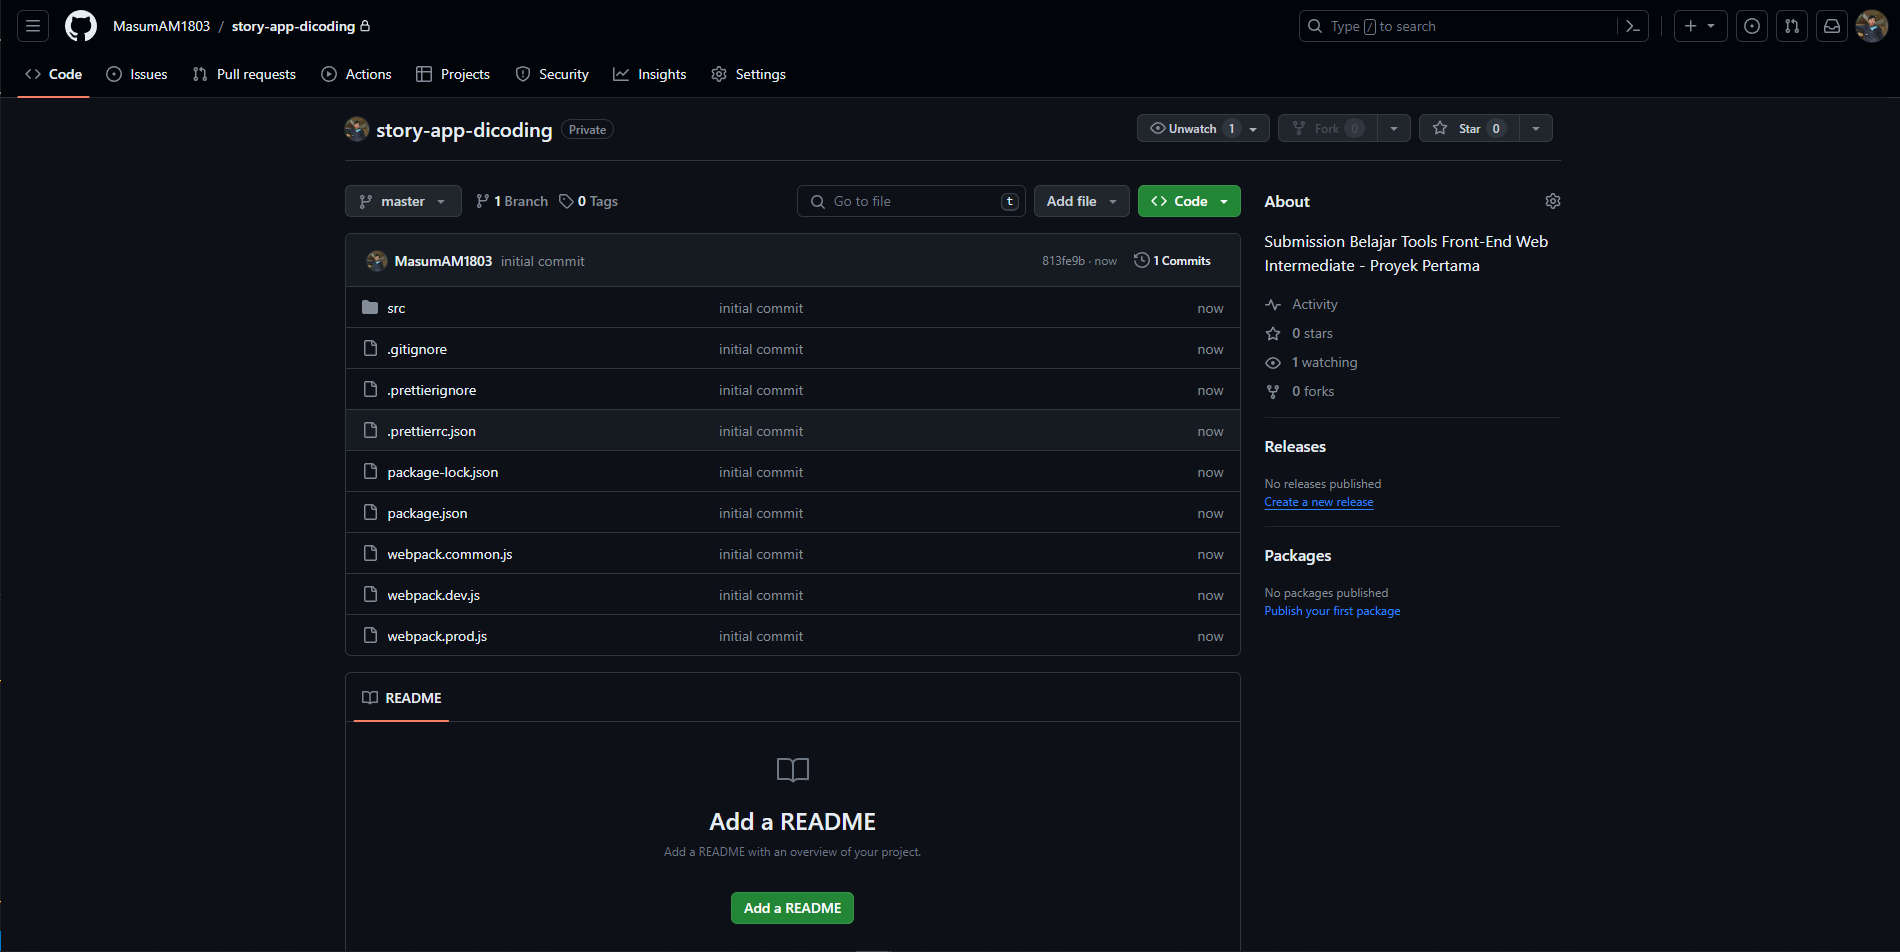 MasumAM1803 / story-app-dicoding
Type / to search
Code Issues Pull requests Actions Projects Security Insights Settings
story-app-dicoding Private
Unwatch 1 Fork 0 Star 0
master 1 Branch 0 Tags
Go to file t Add file Code
MasumAM1803 initial commit 813fe9b · now 1 Commits
src initial commit now
.gitignore initial commit now
.prettierignore initial commit now
.prettierrc.json initial commit now
package-lock.json initial commit now
package.json initial commit now
webpack.common.js initial commit now
webpack.dev.js initial commit now
webpack.prod.js initial commit now
README
Add a README
Add a README with an overview of your project.
Add a README
About
Submission Belajar Tools Front-End Web
Intermediate - Proyek Pertama
Activity
0 stars
1 watching
0 forks
Releases
No releases published
Create a new release
Packages
No packages published
Publish your first package